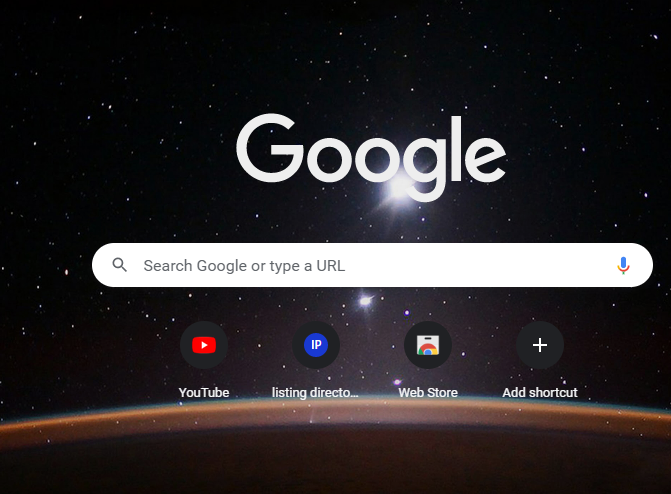 Google
Search Google or type a URL
IP
YouTube
listing directo...
Web Store
Add shortcut